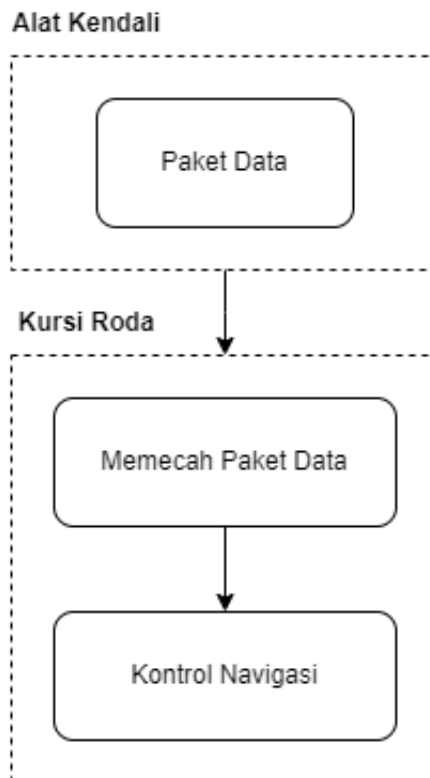 Alat Kendali
Paket Data
Kursi Roda
Memecah Paket Data
Kontrol Navigasi